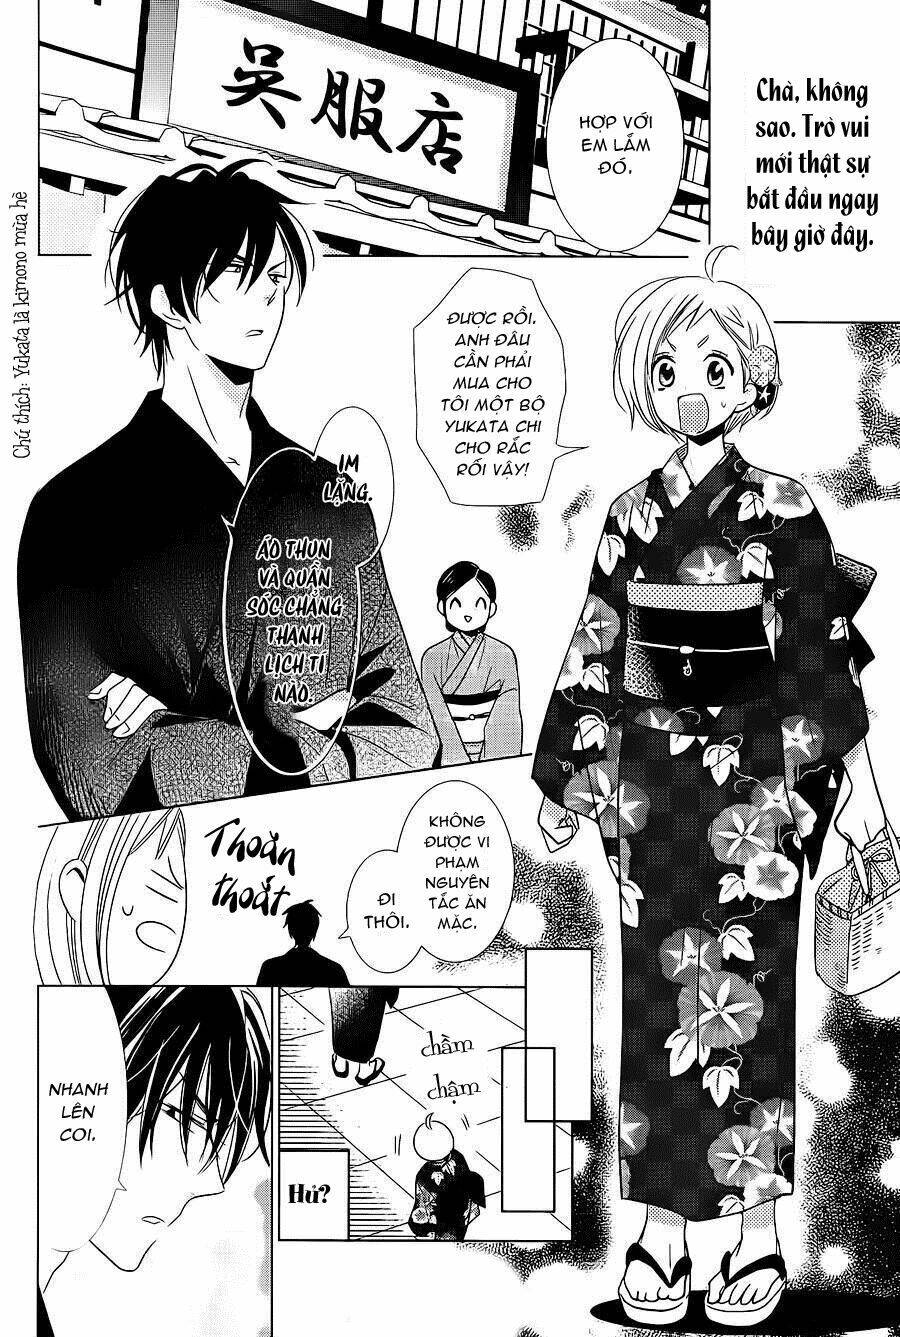 Chà, không
sao. Trò vui
mới thật sự
bắt đầu ngay
bây giờ đây.
HỢP VỚI
EM LẮM
ĐÓ.
吳服店
Chú thích: Yukata là kimono mùa hè
ĐƯỢC RỒI.
ANH ĐÂU
CẦN PHẢI
MUA CHO
TÔI MỘT BỘ
YUKATA CHI
CHO RẮC
RỐI VẬY!
IM
LẶNG.
ÁO THUN
VÀ QUẦN
SÓC CHẲNG
THANH
LỊCH TÍ
NÀO.
KHÔNG
ĐƯỢC VI
PHẠM
NGUYÊN
TẮC ĂN
MẶC.
ĐI
THÔI.
Thoăn
thoắt
chầm
chậm
Hử?
NHANH
LÊN
COI.